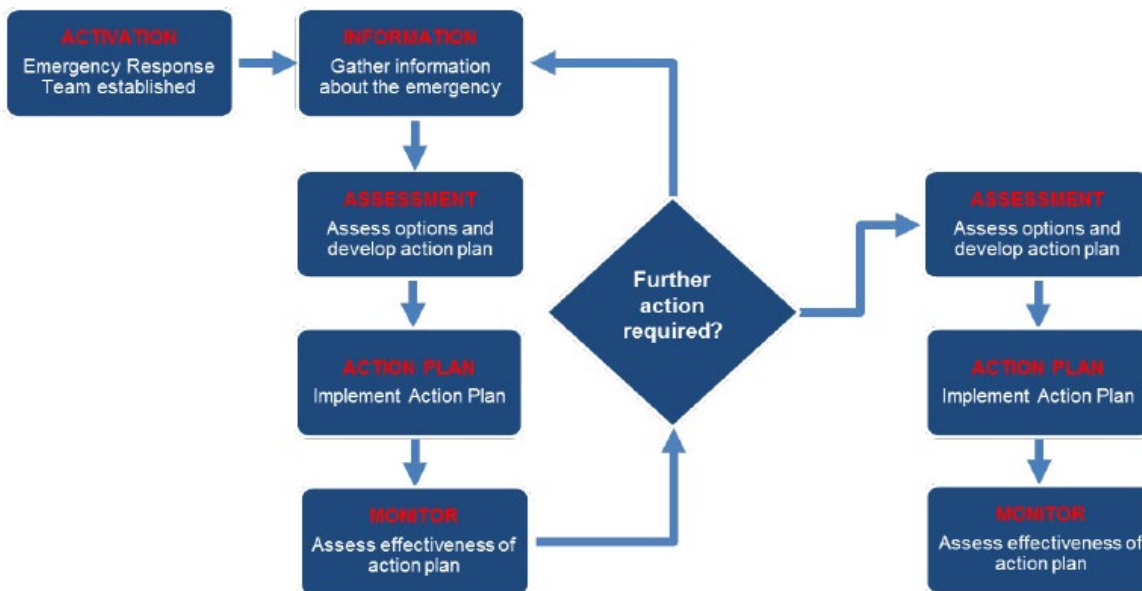 ACTIVATION
Emergency Response
Team established
INFORMATION
Gather information
about the emergency
ASSESSMENT
Assess options and
develop action plan
ACTION PLAN
Implement Action Plan
MONITOR
Assess effectiveness of
action plan
Further
action
required?
ASSESSMENT
Assess options and
develop action plan
ACTION PLAN
Implement Action Plan
MONITOR
Assess effectiveness of
action plan